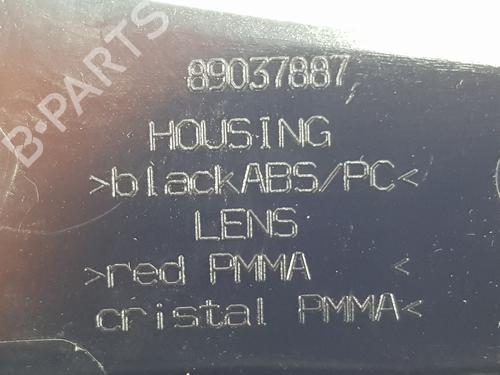 B-PARTS
89037887
HOUSING
>blackABS/PC<
LENS
>red PMMA <
cristal PMMA<